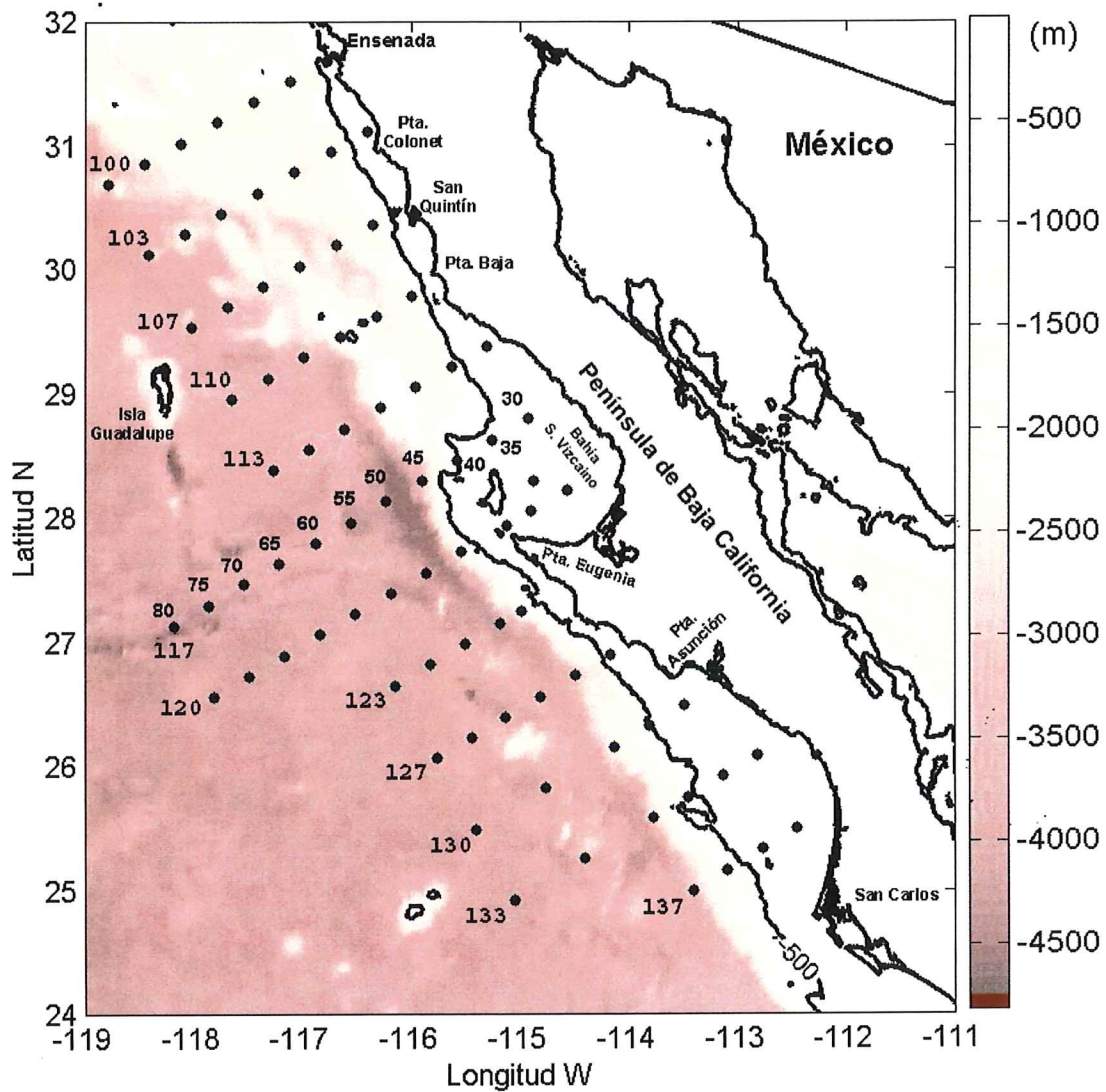 32
31
30
29
28
27
26
25
24
Latitud N
-119
-118
-117
-116
-115
-114
-113
-112
-111
Longitud W
(m)
-500
-1000
-1500
-2000
-2500
-3000
-3500
-4000
-4500
Ensenada
Pta.
Colonet
México
San
Quintín
Pta. Baja
100
103
107
110
Isla
Guadalupe
113
30
35
40
45
50
55
60
65
70
75
80
117
Bahia
S. Vizcaino
Península de Baja California
Pta. Eugenia
Pta.
Asunción
120
123
127
130
133
137
San Carlos
-500